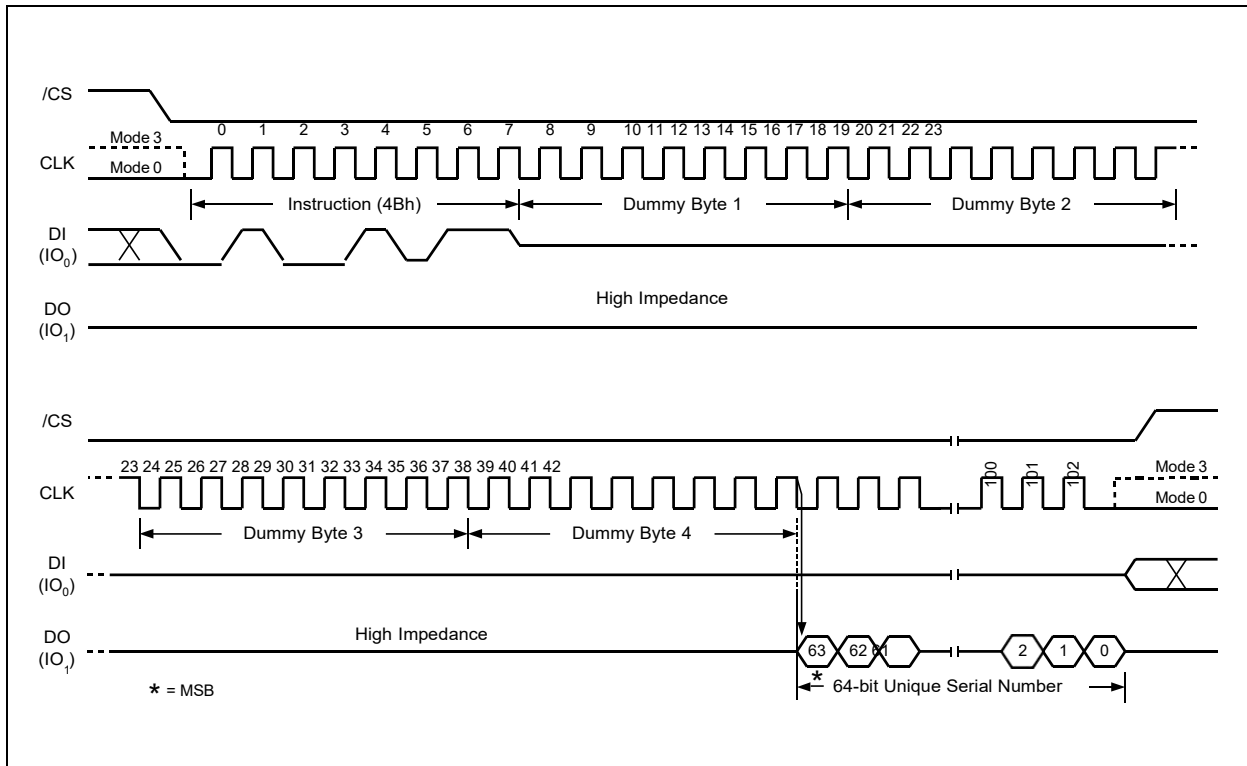 /CS
0 1 2 3 4 5 6 7 8 9 10 11 12 13 14 15 16 17 18 19 20 21 22 23
Mode 3
CLK
Mode 0
Instruction (4Bh)
Dummy Byte 1
Dummy Byte 2
DI
(IO0)
High Impedance
DO
(IO1)
/CS
23 24 25 26 27 28 29 30 31 32 33 34 35 36 37 38 39 40 41 42
100
101
102
Mode 3
CLK
Mode 0
Dummy Byte 3
Dummy Byte 4
DI
(IO0)
High Impedance
DO
(IO1)
63 62 61 2 1 0
* = MSB
* 64-bit Unique Serial Number